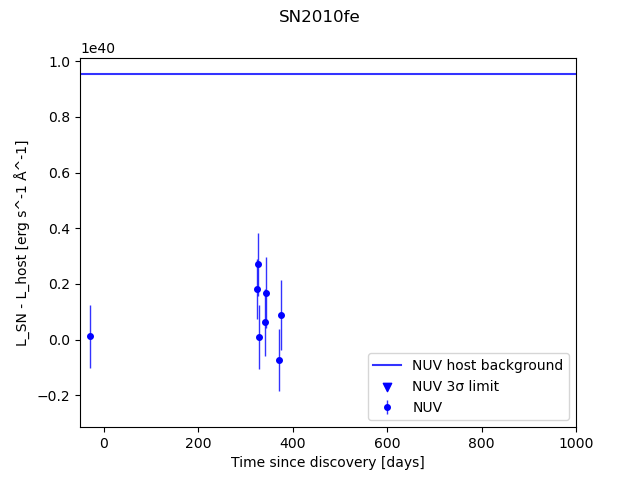 SN2010fe
1e40
1.0
0.8
0.6
0.4
0.2
0.0
−0.2
L_SN - L_host [erg s^-1 Å^-1]
NUV host background
NUV 3σ limit
NUV
0 200 400 600 800 1000
Time since discovery [days]